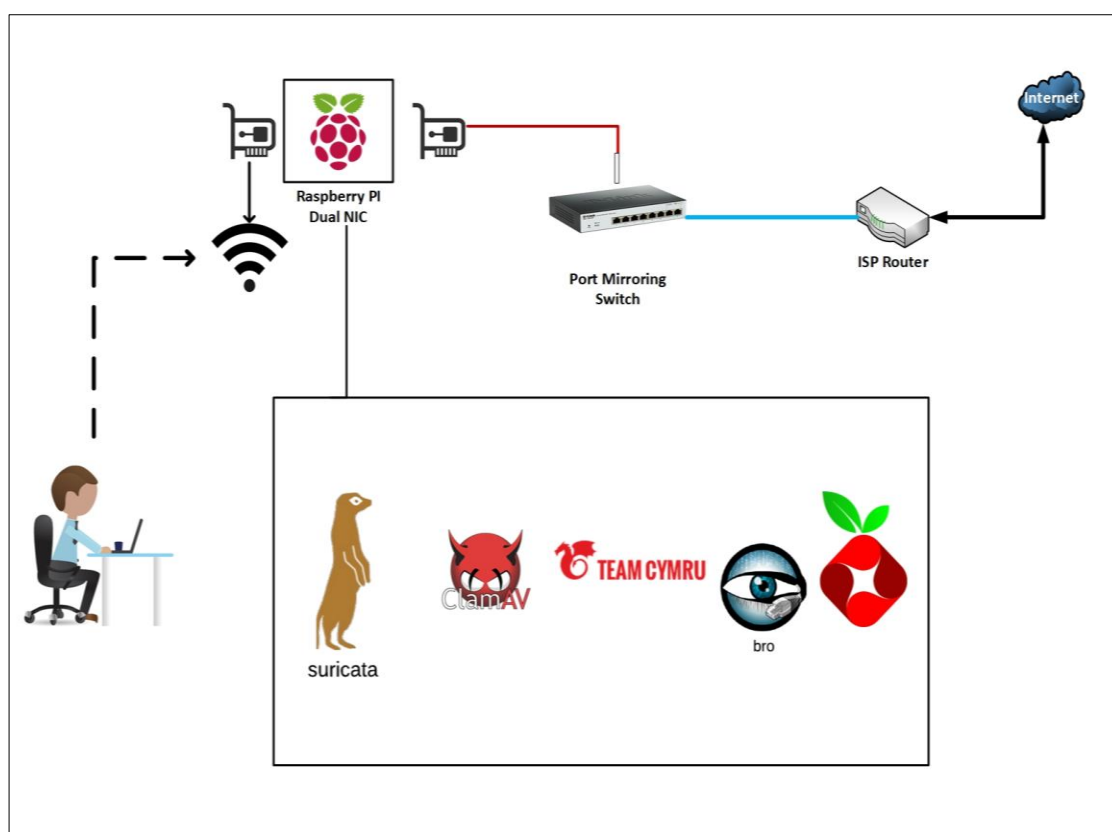 Internet
Raspberry PI
Dual NIC
Port Mirroring
Switch
ISP Router
suricata
ClamAV
TEAM CYMRU
bro